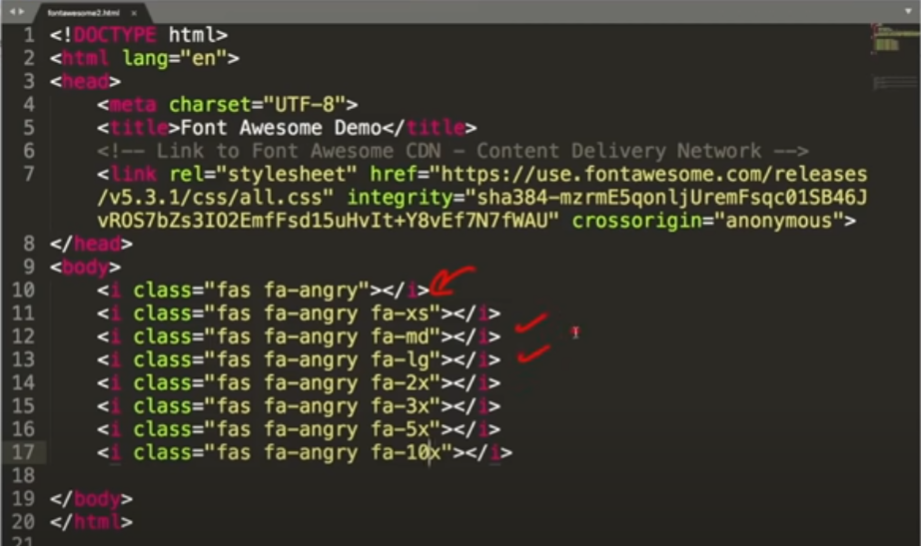 fontawesome2.html ×
1 <!DOCTYPE html>
2 <html lang="en">
3 <head>
4 <meta charset="UTF-8">
5 <title>Font Awesome Demo</title>
6 <!-- Link to Font Awesome CDN - Content Delivery Network -->
7 <link rel="stylesheet" href="https://use.fontawesome.com/releases
/v5.3.1/css/all.css" integrity="sha384-mzrmE5qonljUremFsqc01SB46J
vROS7bZs3IO2EmfFsd15uHvIt+Y8vEf7N7fWAU" crossorigin="anonymous">
8 </head>
9 <body>
10 <i class="fas fa-angry"></i>
11 <i class="fas fa-angry fa-xs"></i>
12 <i class="fas fa-angry fa-md"></i>
13 <i class="fas fa-angry fa-lg"></i>
14 <i class="fas fa-angry fa-2x"></i>
15 <i class="fas fa-angry fa-3x"></i>
16 <i class="fas fa-angry fa-5x"></i>
17 <i class="fas fa-angry fa-10x"></i>
18
19 </body>
20 </html>
21